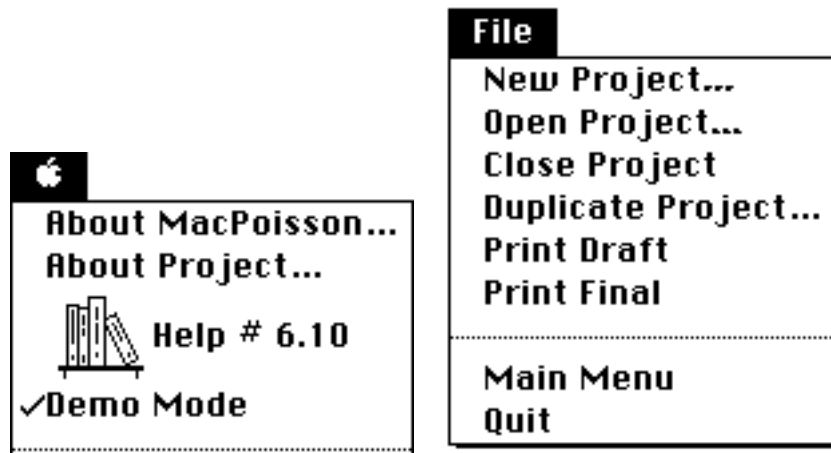 About MacPoisson...
About Project...
Help # 6.10
✓Demo Mode
File
New Project...
Open Project...
Close Project
Duplicate Project...
Print Draft
Print Final
Main Menu
Quit